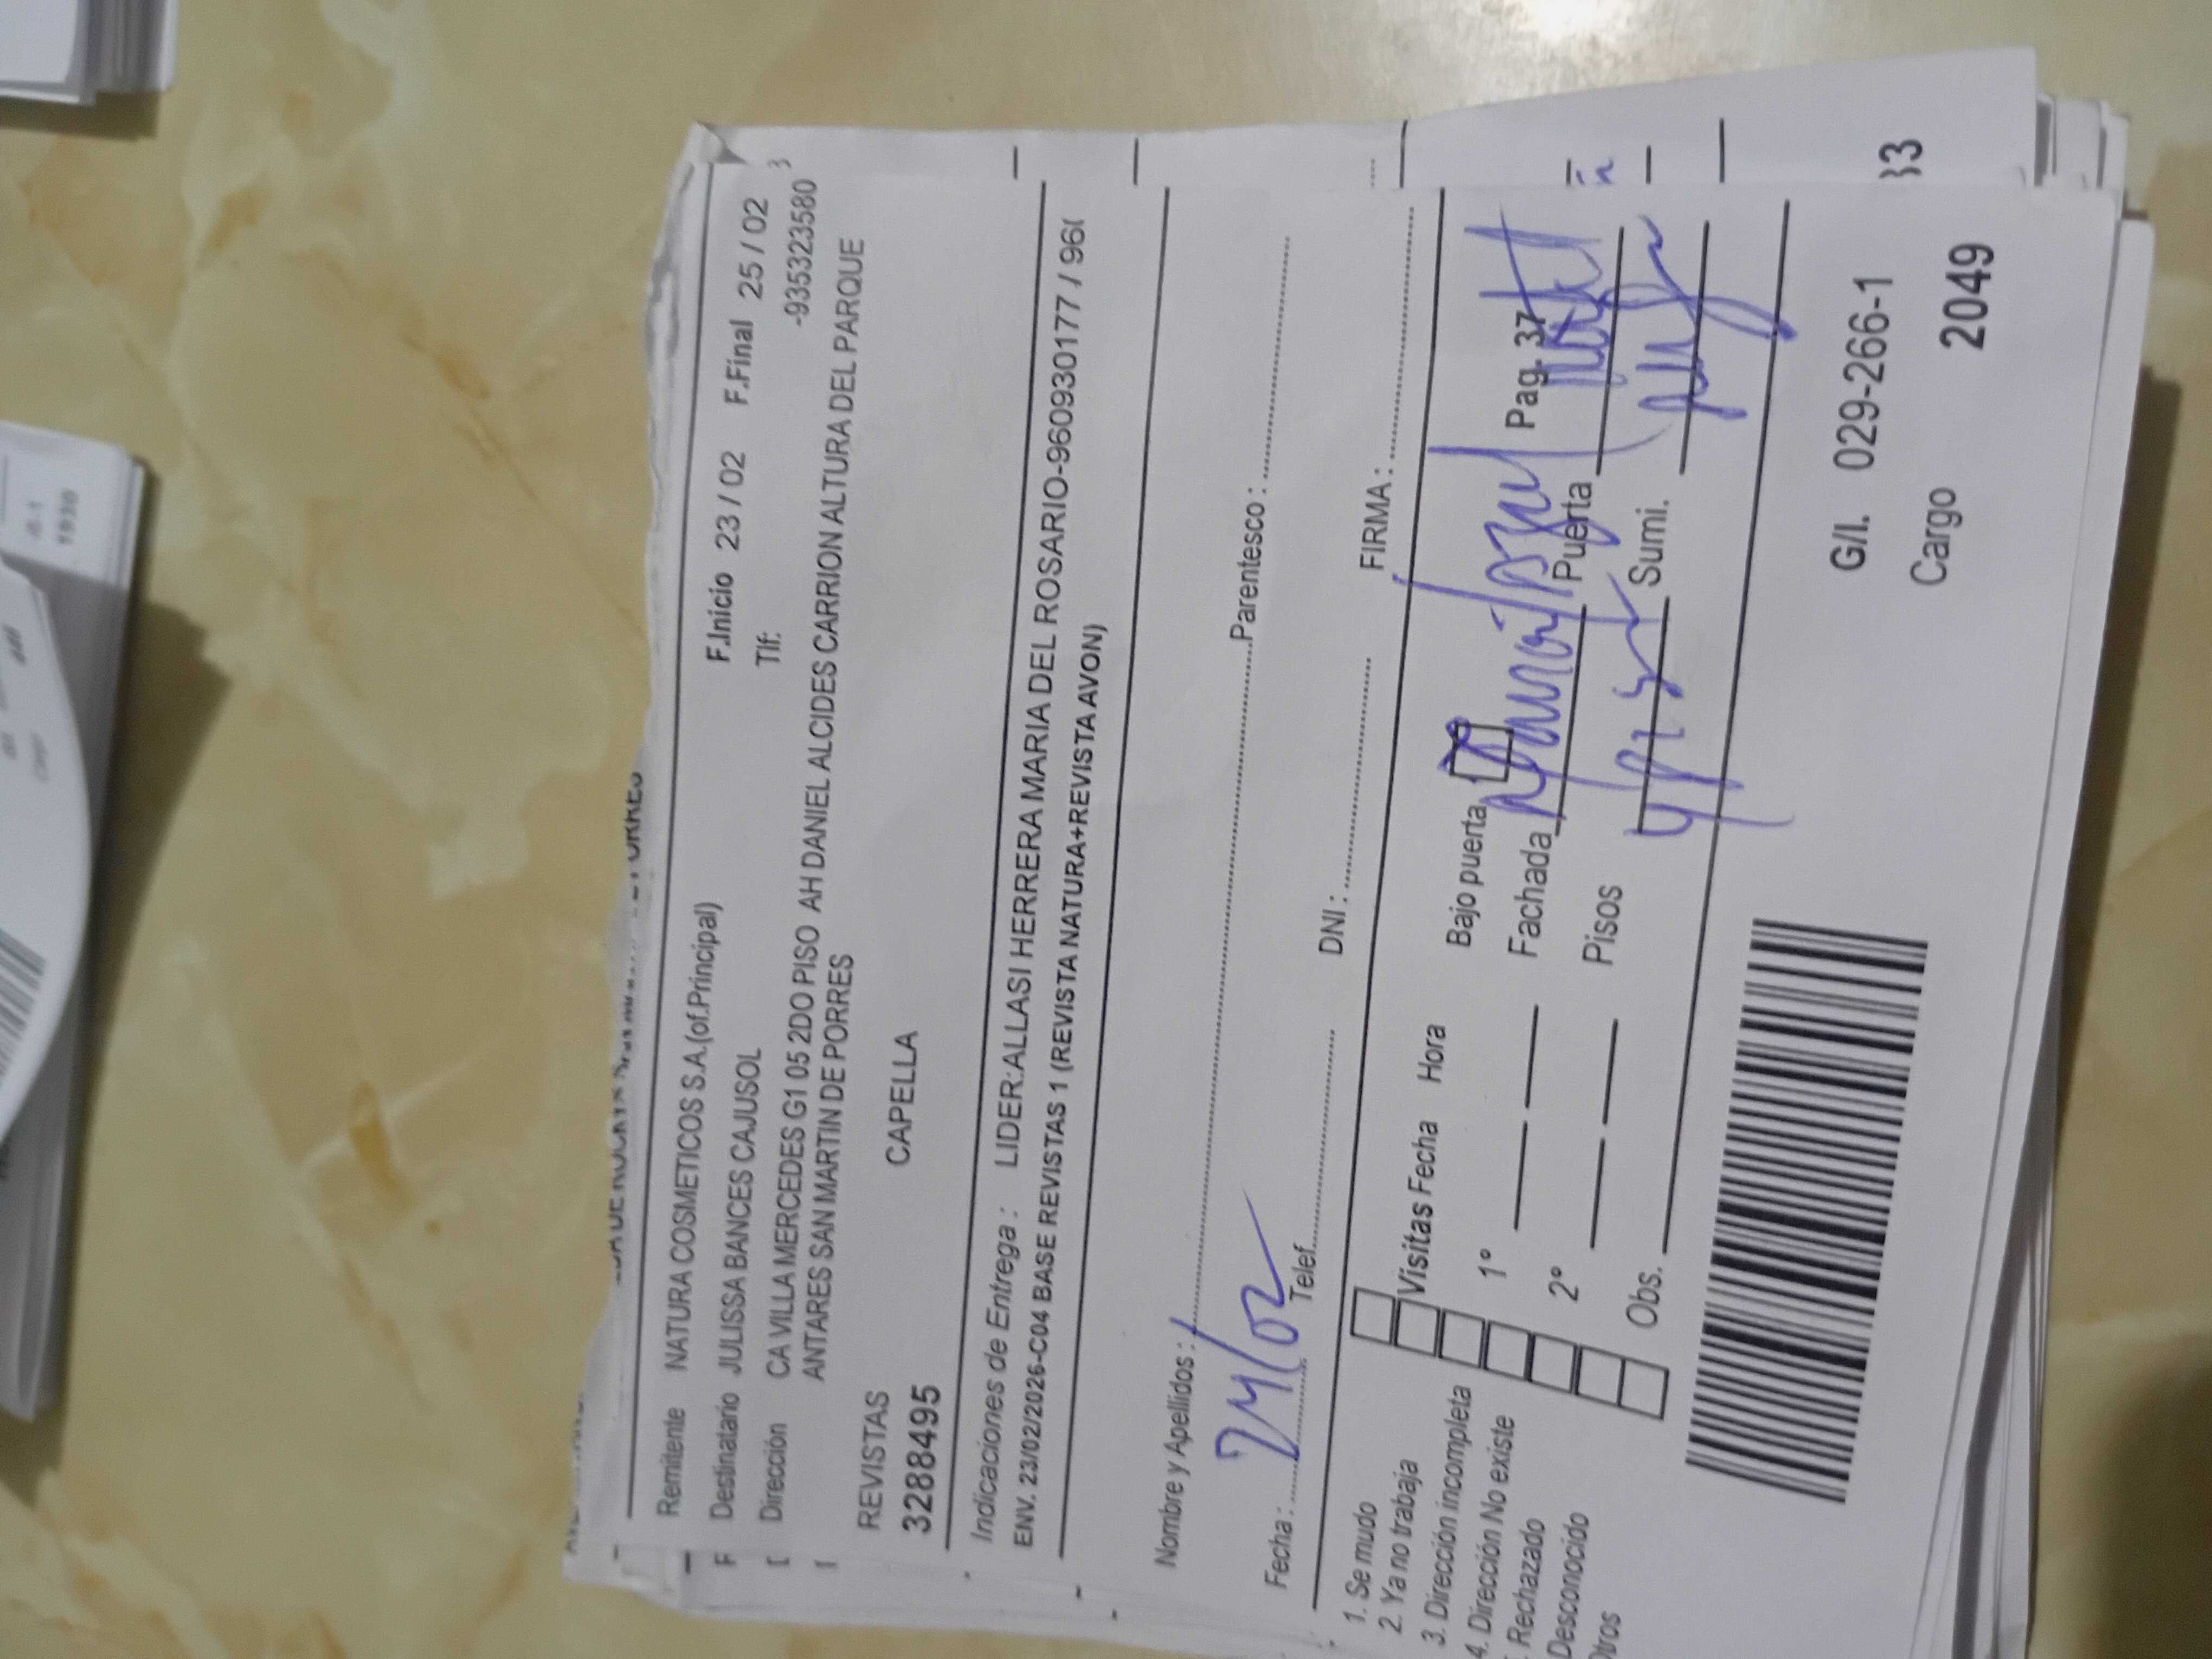 Remitente NATURA COSMETICOS S.A.(of.Principal) F.Inicio 23 / 02 F.Final 25 / 02
Destinatario JULISSA BANCES CAJUSOL Tlf: -935323580
Dirección CA VILLA MERCEDES G1 05 2DO PISO AH DANIEL ALCIDES CARRION ALTURA DEL PARQUE
ANTARES SAN MARTIN DE PORRES
REVISTAS CAPELLA
3288495
Indicaciones de Entrega : LIDER:ALLASI HERRERA MARIA DEL ROSARIO-960930177 / 96(
ENV. 23/02/2026-C04 BASE REVISTAS 1 (REVISTA NATURA+REVISTA AVON)
Nombre y Apellidos : Parentesco :
Fecha : 24/02 Telef. DNI : FIRMA :
1. Se mudo
2. Ya no trabaja
3. Dirección incompleta
4. Dirección No existe
Rechazado
Desconocido
Otros
Visitas Fecha Hora Bajo puerta Pag. 37
1° Fachada Puerta
2° Pisos Sumi.
Obs.
G/I. 029-266-1
Cargo 2049
33